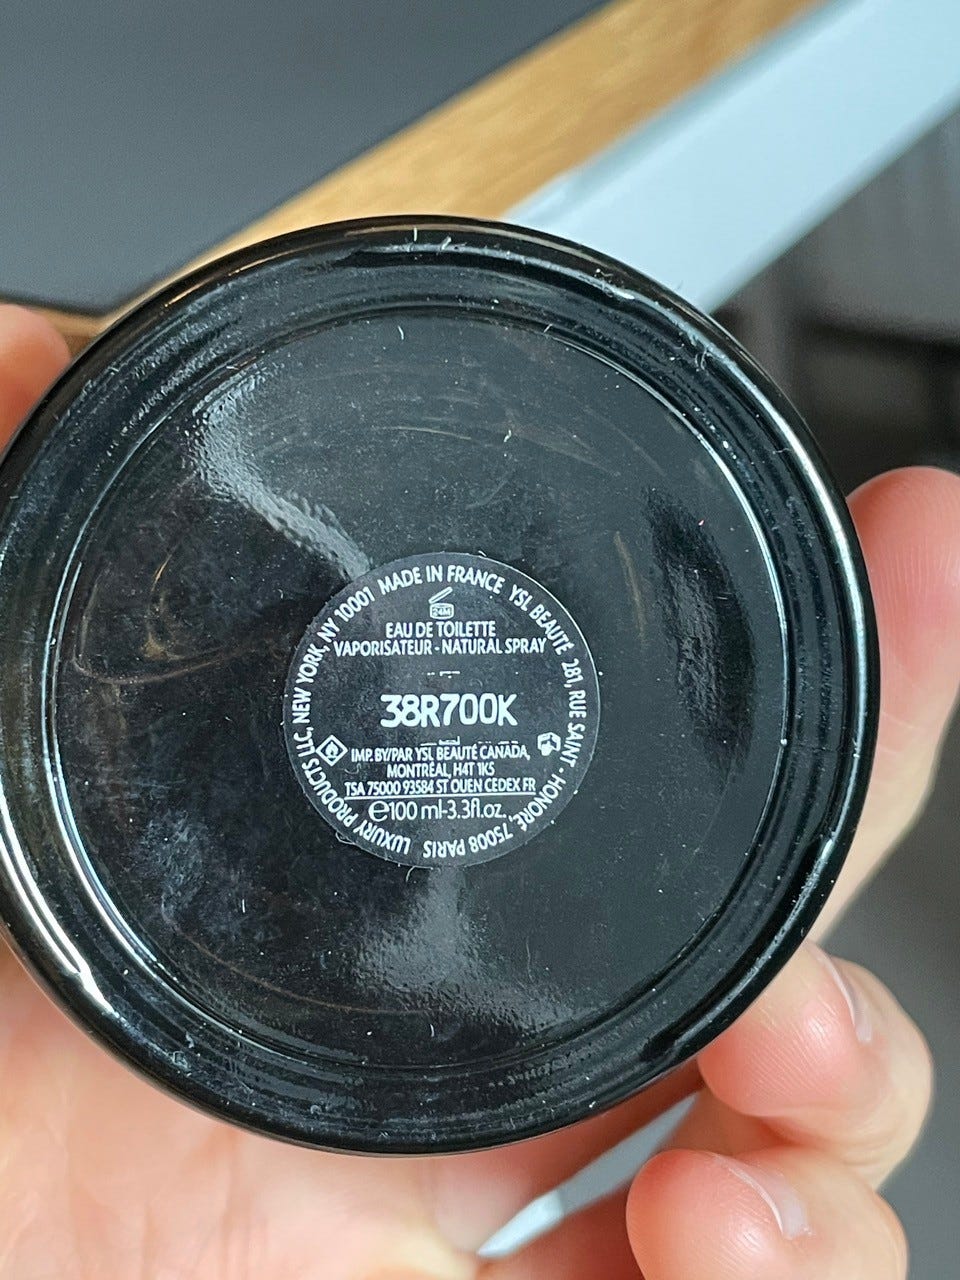 MADE IN FRANCE YSL BEAUTÉ 281, RUE SAINT - HONORÉ, 75008 PARIS LUXURY PRODUCTS LLC, NEW YORK, NY 10001
24M
EAU DE TOILETTE
VAPORISATEUR - NATURAL SPRAY
38R700K
IMP. BY/PAR YSL BEAUTÉ CANADA,
MONTRÉAL, H4T 1K5
TSA 75000 93584 ST OUEN CEDEX FR
℮100 ml-3.3fl.oz.